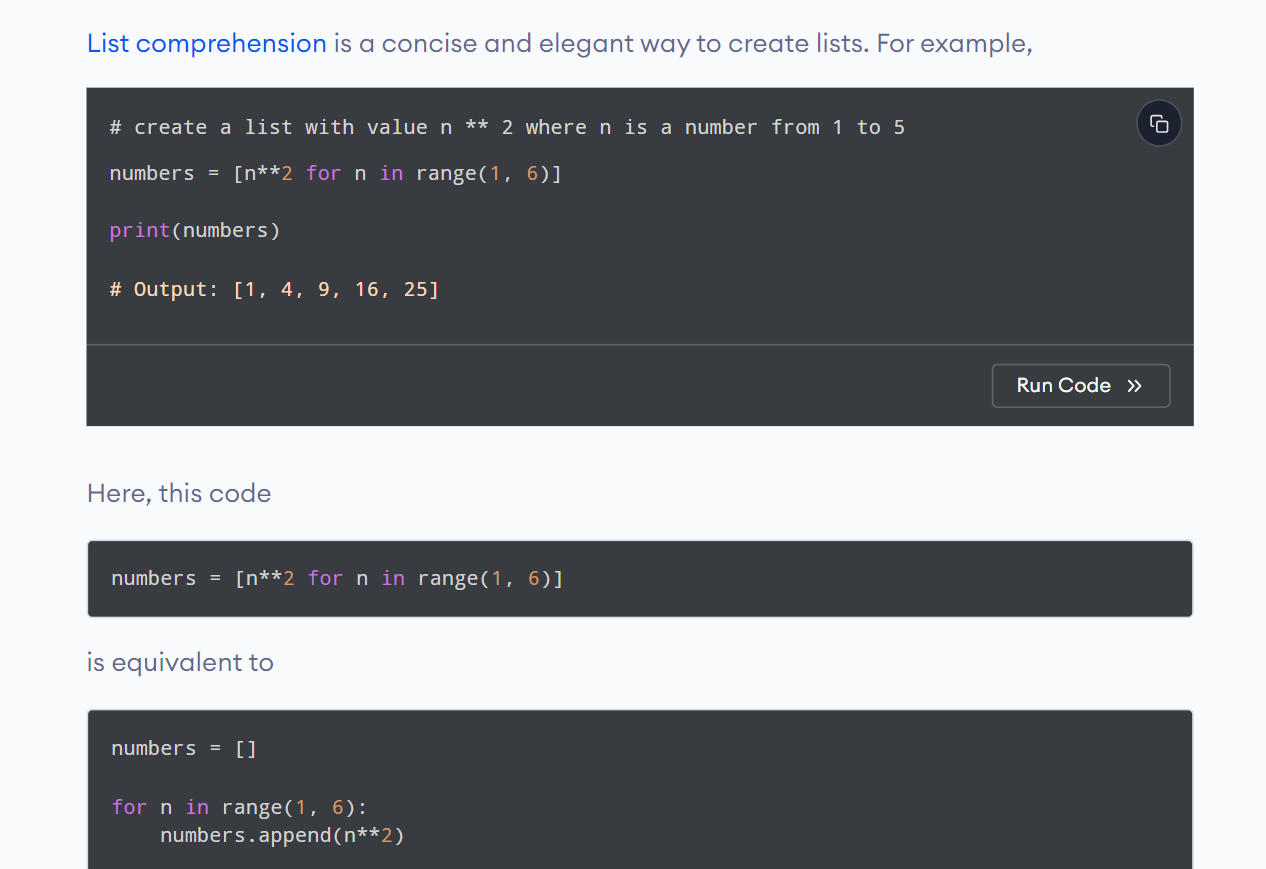 List comprehension is a concise and elegant way to create lists. For example,
# create a list with value n ** 2 where n is a number from 1 to 5
numbers = [n**2 for n in range(1, 6)]
print(numbers)
# Output: [1, 4, 9, 16, 25]
Run Code »
Here, this code
numbers = [n**2 for n in range(1, 6)]
is equivalent to
numbers = []
for n in range(1, 6):
    numbers.append(n**2)